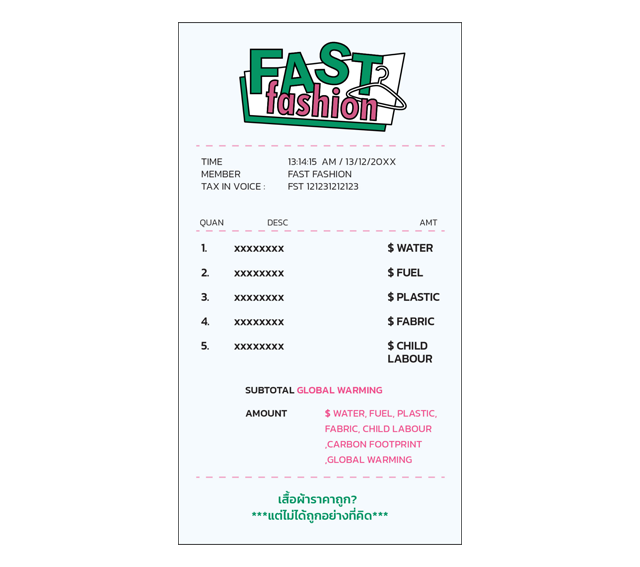 FAST
fashion
TIME 13:14:15 AM / 13/12/20XX
MEMBER FAST FASHION
TAX IN VOICE : FST 121231212123
QUAN DESC AMT
1. xxxxxxxx $ WATER
2. xxxxxxxx $ FUEL
3. xxxxxxxx $ PLASTIC
4. xxxxxxxx $ FABRIC
5. xxxxxxxx $ CHILD
LABOUR
SUBTOTAL GLOBAL WARMING
AMOUNT $ WATER, FUEL, PLASTIC,
FABRIC, CHILD LABOUR
,CARBON FOOTPRINT
,GLOBAL WARMING
เสื้อผ้าราคาถูก?
***แต่ไม่ได้ถูกอย่างที่คิด***